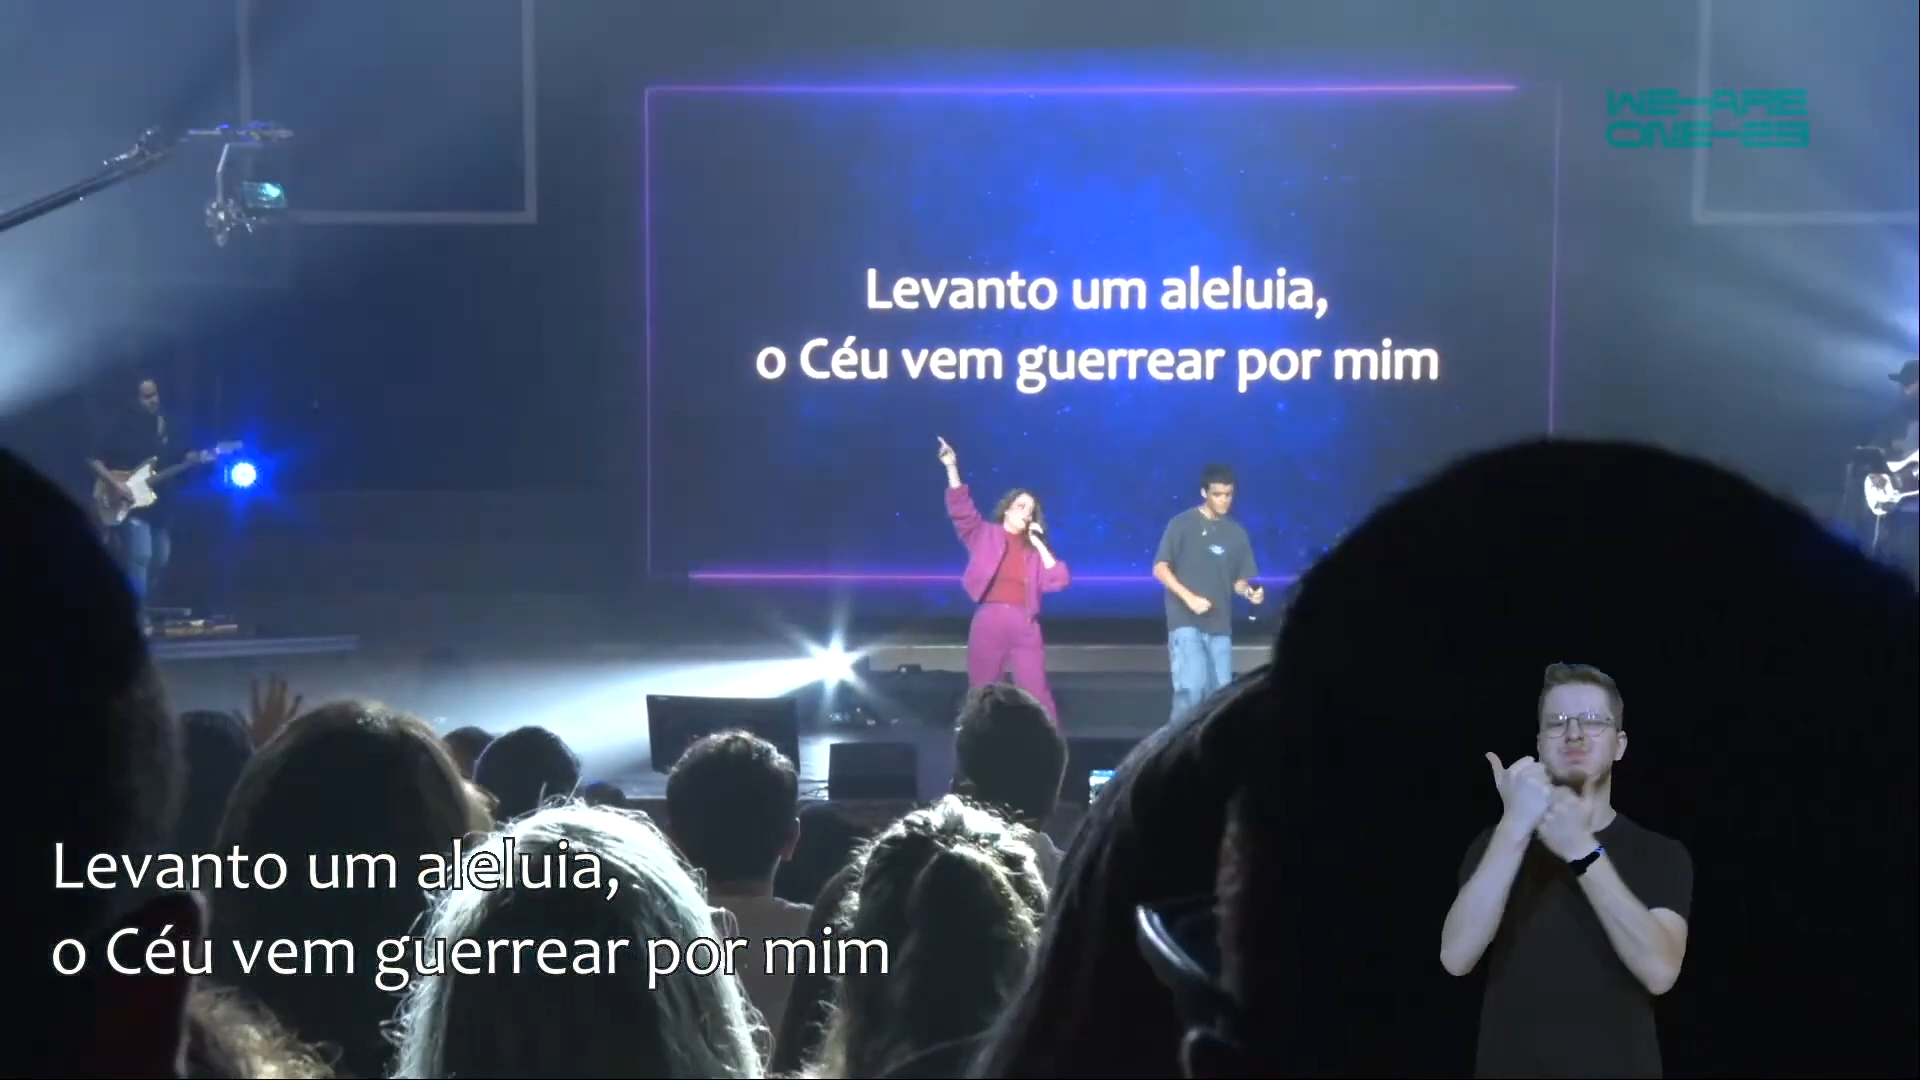 WE-ARE
ONE-23
Levanto um aleluia,
o Céu vem guerrear por mim
Levanto um aleluia,
o Céu vem guerrear por mim